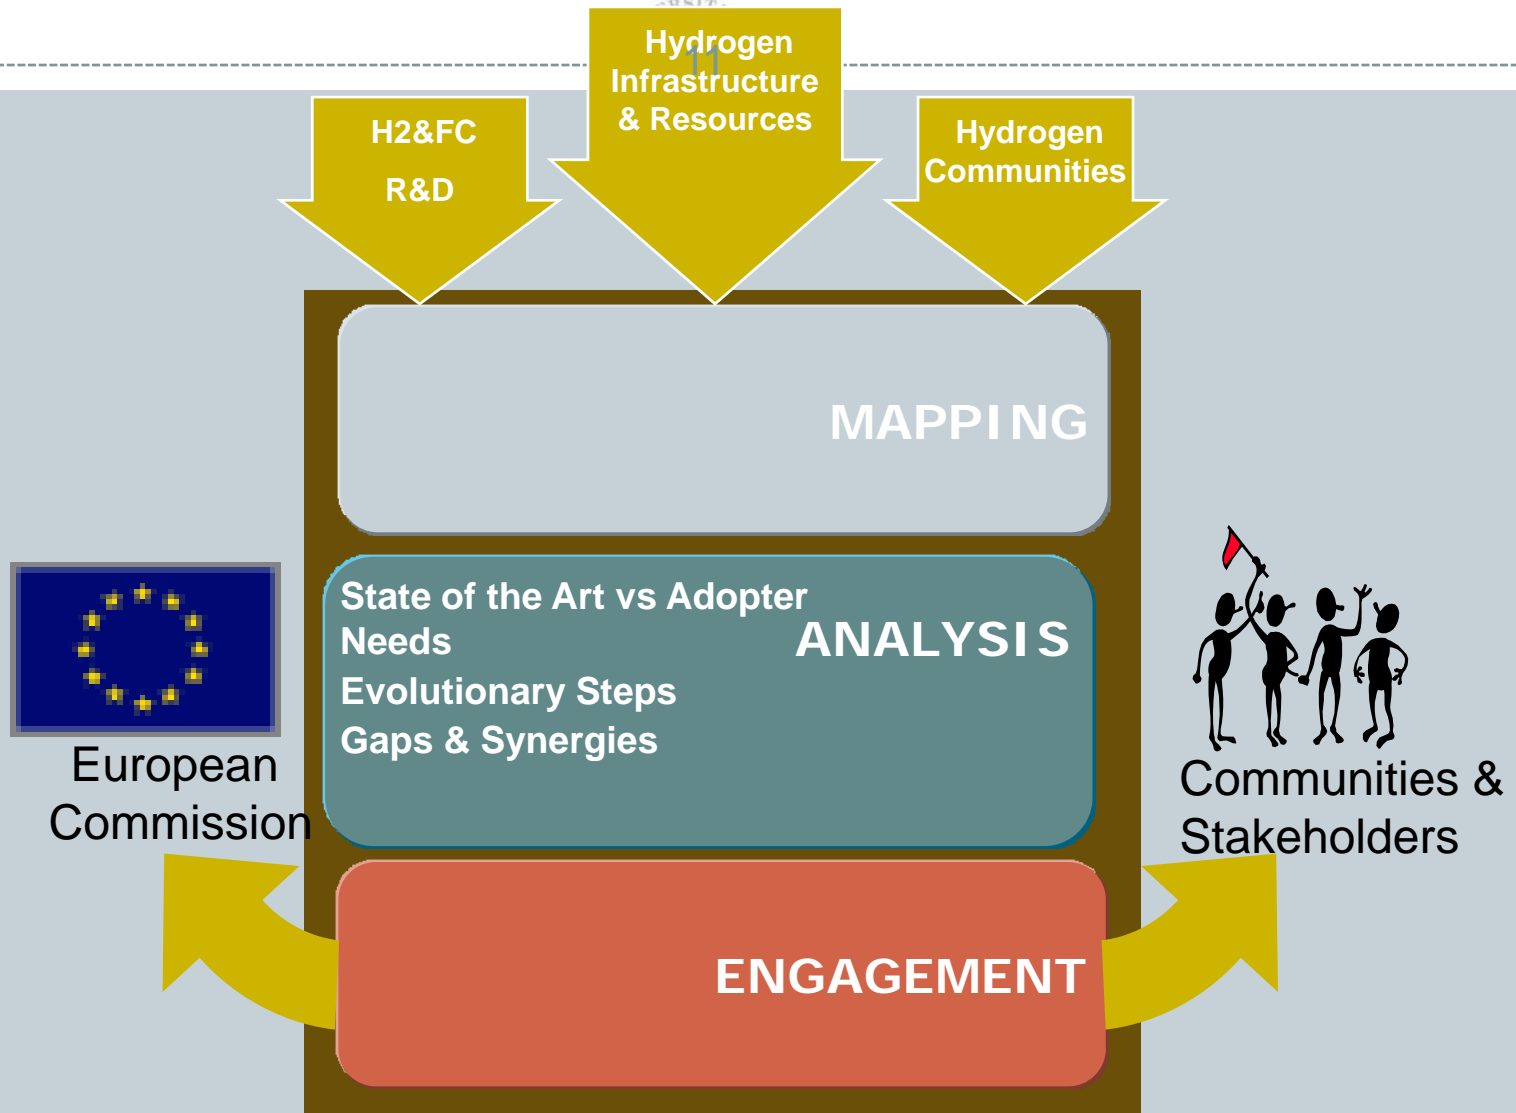 Hydrogen
11
Infrastructure
& Resources
H2&FC
R&D
Hydrogen
Communities
MAPPING
State of the Art vs Adopter
Needs
ANALYSIS
Evolutionary Steps
Gaps & Synergies
European
Commission
Communities &
Stakeholders
ENGAGEMENT